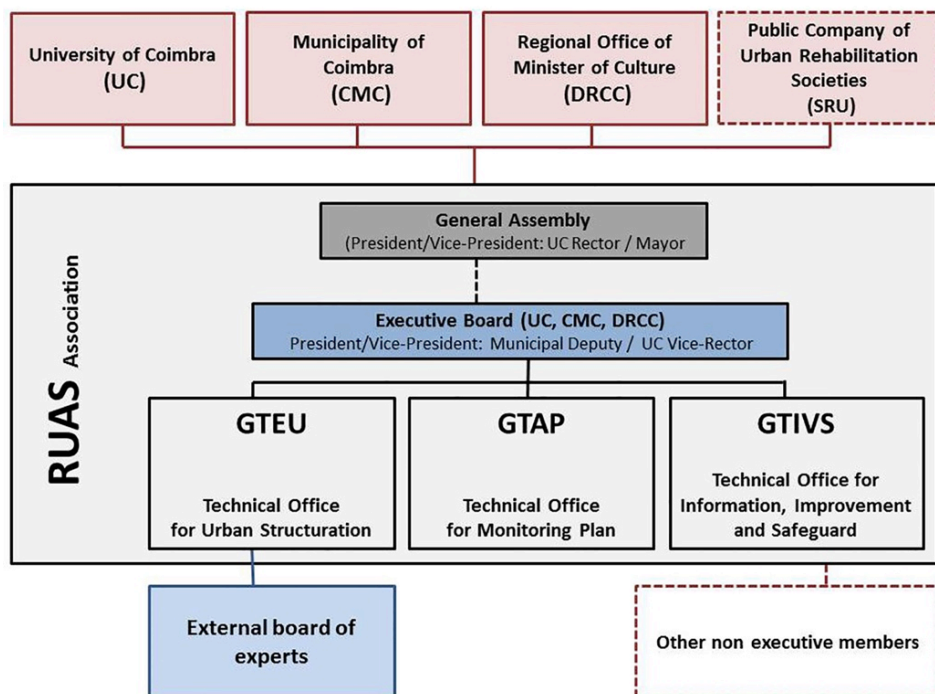 University of Coimbra
(UC)
Municipality of
Coimbra
(CMC)
Regional Office of
Minister of Culture
(DRCC)
Public Company of
Urban Rehabilitation
Societies
(SRU)
RUAS Association
General Assembly
(President/Vice-President: UC Rector / Mayor
Executive Board (UC, CMC, DRCC)
President/Vice-President: Municipal Deputy / UC Vice-Rector
GTEU
Technical Office
for Urban Structuration
GTAP
Technical Office
for Monitoring Plan
GTIVS
Technical Office for
Information, Improvement
and Safeguard
External board of
experts
Other non executive members